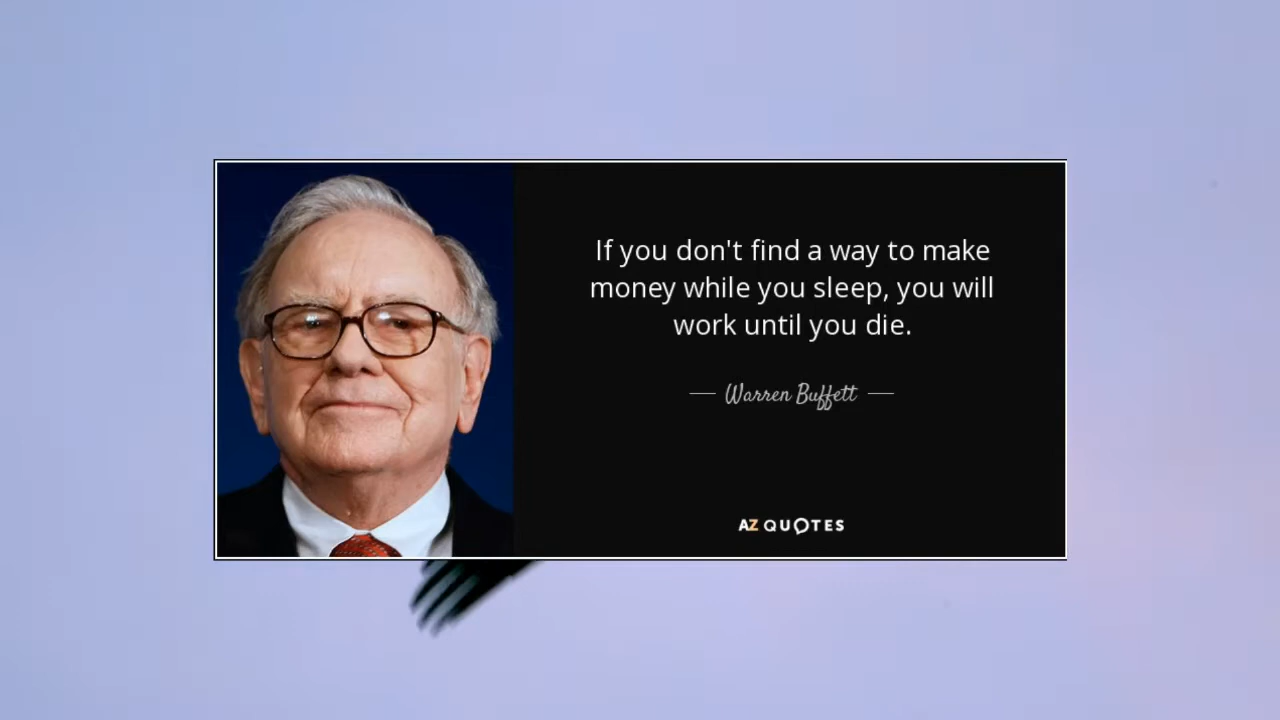 If you don't find a way to make
money while you sleep, you will
work until you die.
Warren Buffett
AZ QUOTES